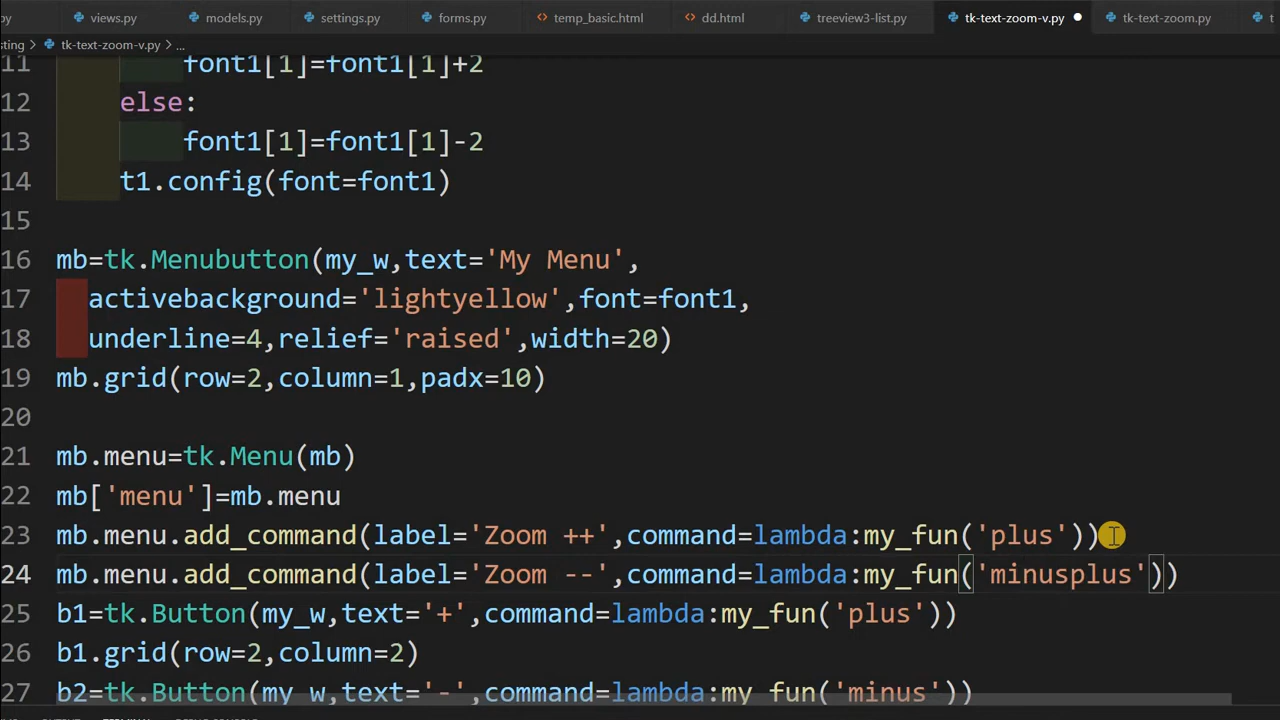 views.py models.py settings.py forms.py temp_basic.html dd.html treeview3-list.py tk-text-zoom-v.py tk-text-zoom.py
sting > tk-text-zoom-v.py > ...
11 font1[1]=font1[1]+2
12 else:
13 font1[1]=font1[1]-2
14 t1.config(font=font1)
15
16 mb=tk.Menubutton(my_w,text='My Menu',
17 activebackground='lightyellow',font=font1,
18 underline=4,relief='raised',width=20)
19 mb.grid(row=2,column=1,padx=10)
20
21 mb.menu=tk.Menu(mb)
22 mb['menu']=mb.menu
23 mb.menu.add_command(label='Zoom ++',command=lambda:my_fun('plus'))
24 mb.menu.add_command(label='Zoom --',command=lambda:my_fun('minusplus'))
25 b1=tk.Button(my_w,text='+',command=lambda:my_fun('plus'))
26 b1.grid(row=2,column=2)
27 b2=tk.Button(my_w,text='-',command=lambda:my_fun('minus'))